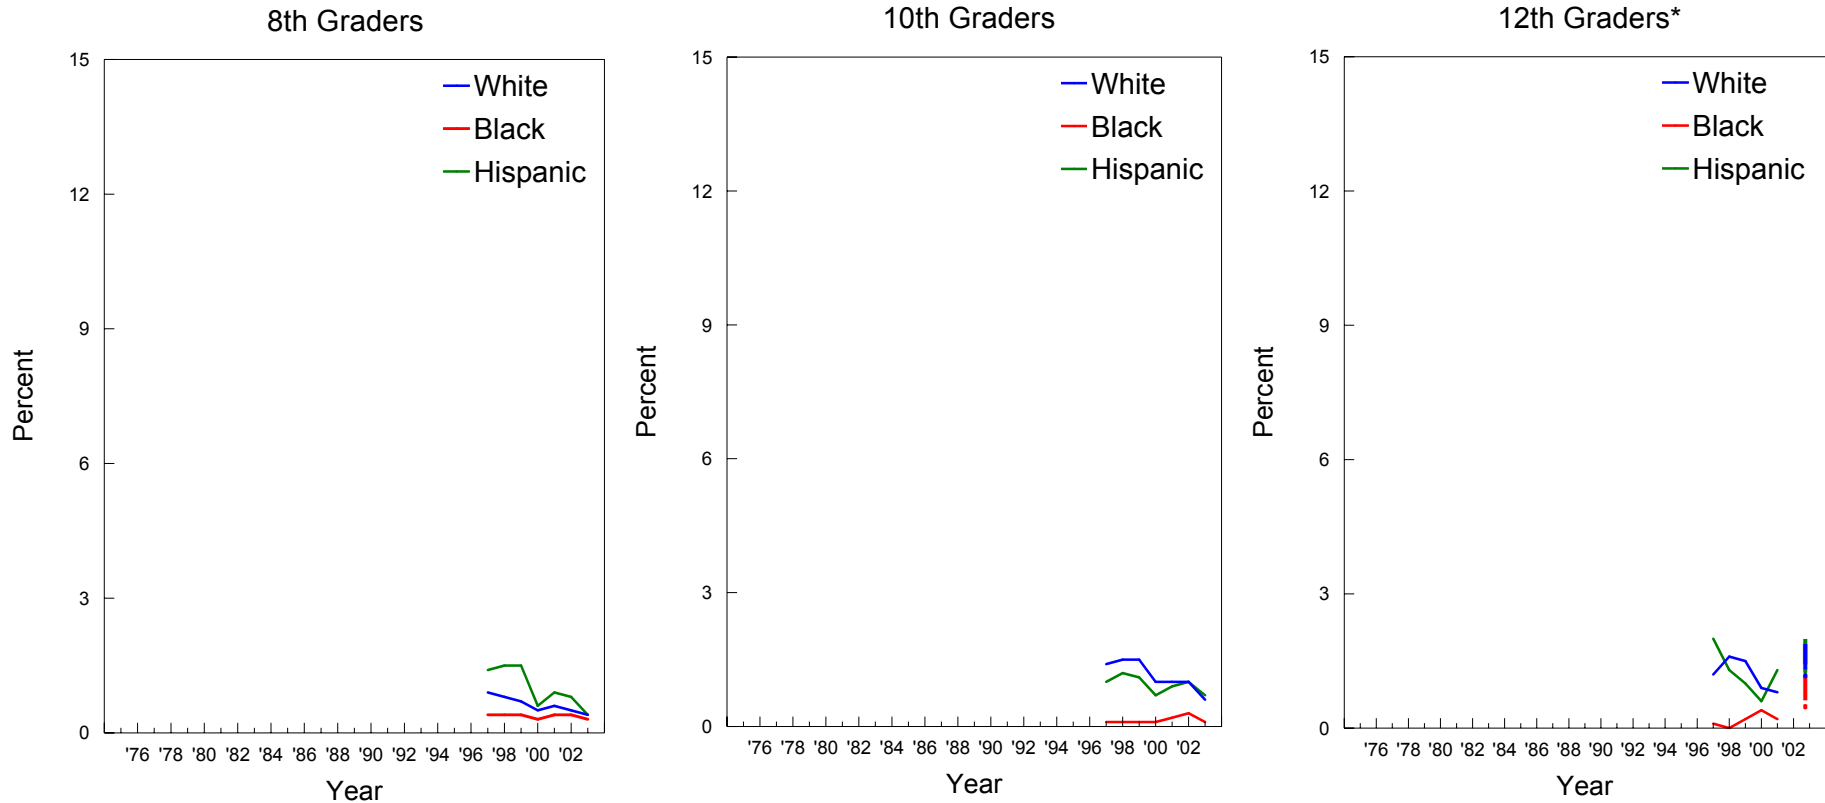 8th Graders
15
12
9
6
3
0
Percent
White
Black
Hispanic
'76 '78 '80 '82 '84 '86 '88 '90 '92 '94 '96 '98 '00 '02
Year
10th Graders
15
12
9
6
3
0
Percent
White
Black
Hispanic
'76 '78 '80 '82 '84 '86 '88 '90 '92 '94 '96 '98 '00 '02
Year
12th Graders*
15
12
9
6
3
0
Percent
White
Black
Hispanic
'76 '78 '80 '82 '84 '86 '88 '90 '92 '94 '96 '98 '00 '02
Year